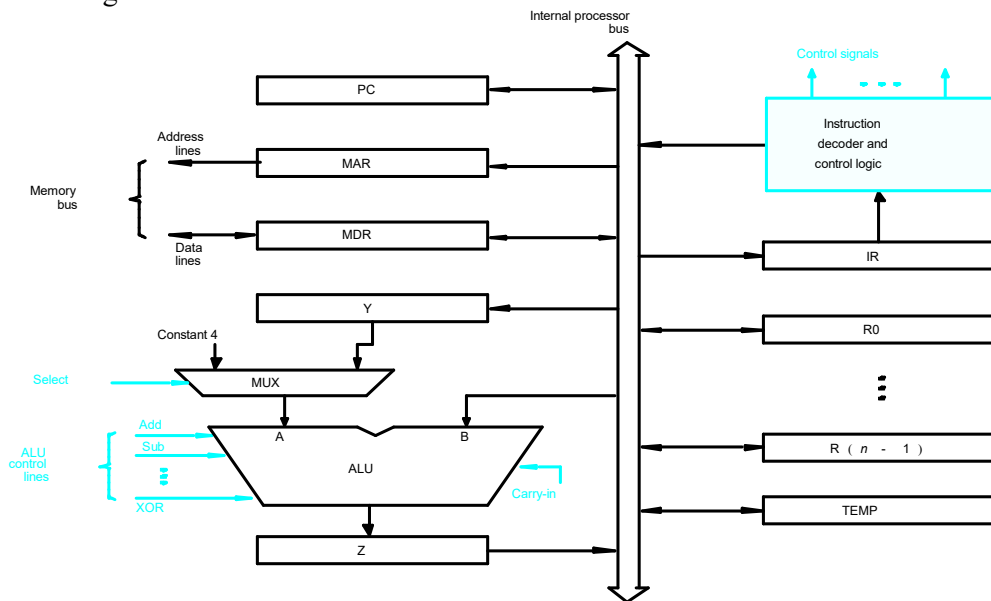 Internal processor
bus
Control signals
PC
Instruction
decoder and
control logic
Address
lines
MAR
Memory
bus
MDR
Data
lines
IR
Y
Constant 4
R0
Select
MUX
Add
A
B
Sub
ALU
control
lines
ALU
R ( n - 1 )
XOR
Carry-in
TEMP
Z